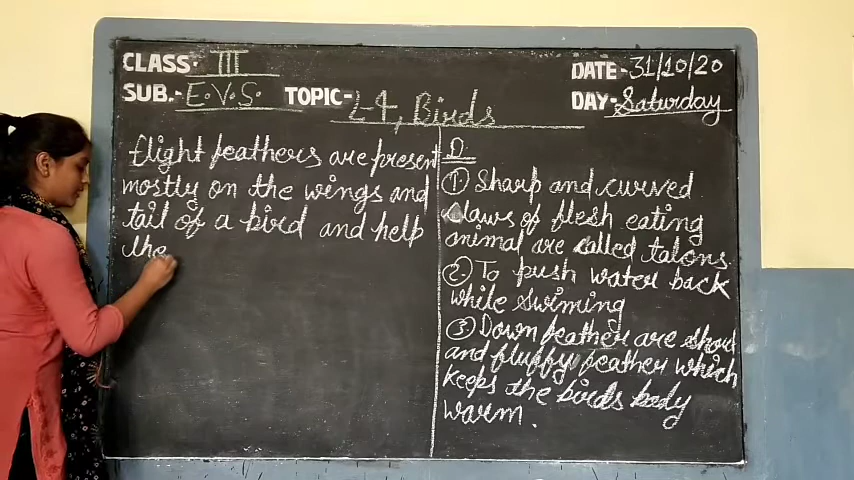 CLASS- III
DATE-31/10/20
SUB.- E.V.S.
TOPIC- L-4, Birds
DAY-Saturday
flight feathers are present
mostly on the wings and
tail of a bird and help
the
D
① Sharp and curved
claws of flesh eating
animal are called talons.
② To push water back
while swiming
③ Down feather are short
and fluffy feather which
keeps the birds body
warm.